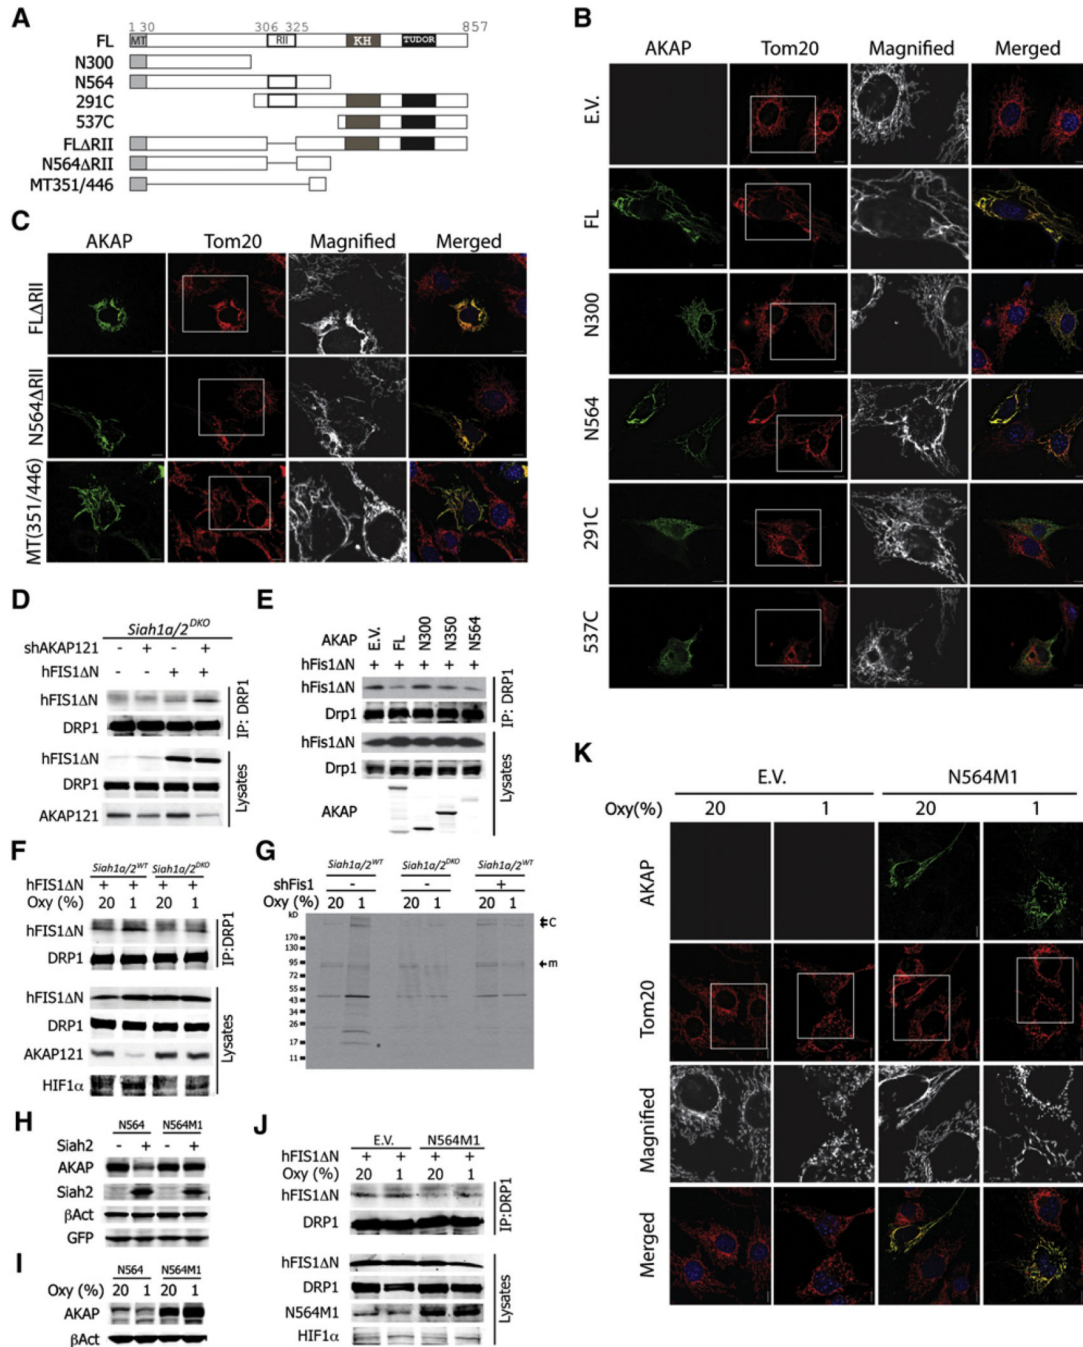 A
1 30 306 325 857
FL MT RII KH TUDOR
N300
N564
291C
537C
FLΔRII
N564ΔRII
MT351/446
B
AKAP Tom20 Magnified Merged
E.V.
FL
N300
N564
291C
537C
C
AKAP Tom20 Magnified Merged
FLΔRII
N564ΔRII
MT(351/446)
D
Siah1a/2DKO
shAKAP121 - + - +
hFIS1ΔN - - + +
hFIS1ΔN
DRP1
IP: DRP1
hFIS1ΔN
DRP1
AKAP121
Lysates
E
AKAP E.V. FL N300 N350 N564
hFis1ΔN + + + + +
hFis1ΔN
Drp1
IP: DRP1
hFis1ΔN
Drp1
AKAP
Lysates
F
Siah1a/2WT Siah1a/2DKO
hFIS1ΔN + + + +
Oxy (%) 20 1 20 1
hFIS1ΔN
DRP1
IP:DRP1
hFIS1ΔN
DRP1
AKAP121
HIF1α
Lysates
G
Siah1a/2WT Siah1a/2DKO Siah1a/2WT
shFis1 - - +
Oxy (%) 20 1 20 1 20 1
kD
170
130
95
72
55
43
34
26
17
11
C
m
H
N564 N564M1
Siah2 - + - +
AKAP
Siah2
βAct
GFP
I
N564 N564M1
Oxy (%) 20 1 20 1
AKAP
βAct
J
E.V. N564M1
hFIS1ΔN + + + +
Oxy (%) 20 1 20 1
hFIS1ΔN
DRP1
IP:DRP1
hFIS1ΔN
DRP1
N564M1
HIF1α
Lysates
K
E.V. N564M1
Oxy(%) 20 1 20 1
AKAP
Tom20
Magnified
Merged